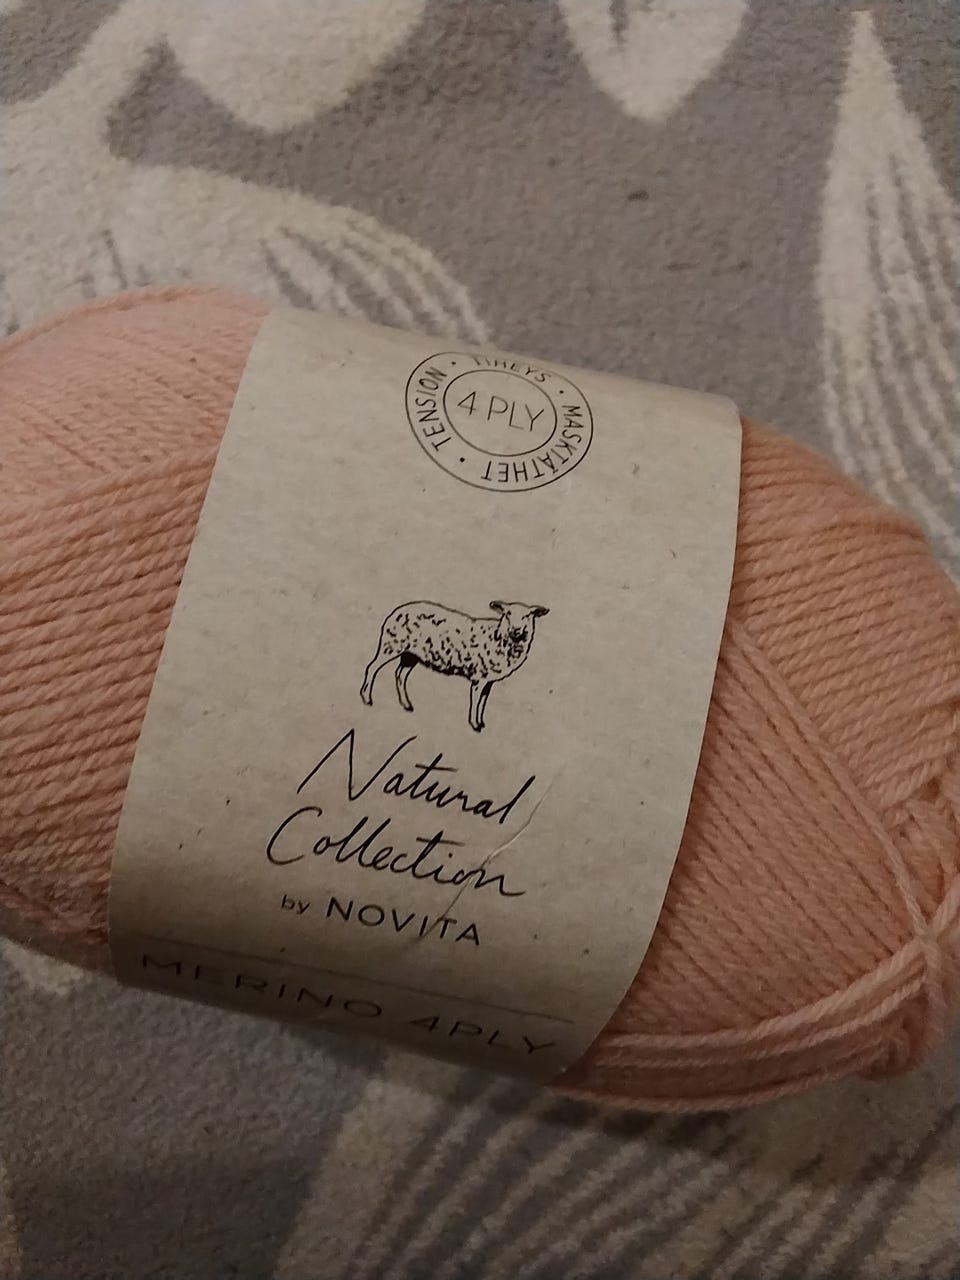 TIHEYS • MASKTÄTHET • TENSION •
4 PLY
Natural
Collection
by NOVITA
MERINO 4PLY